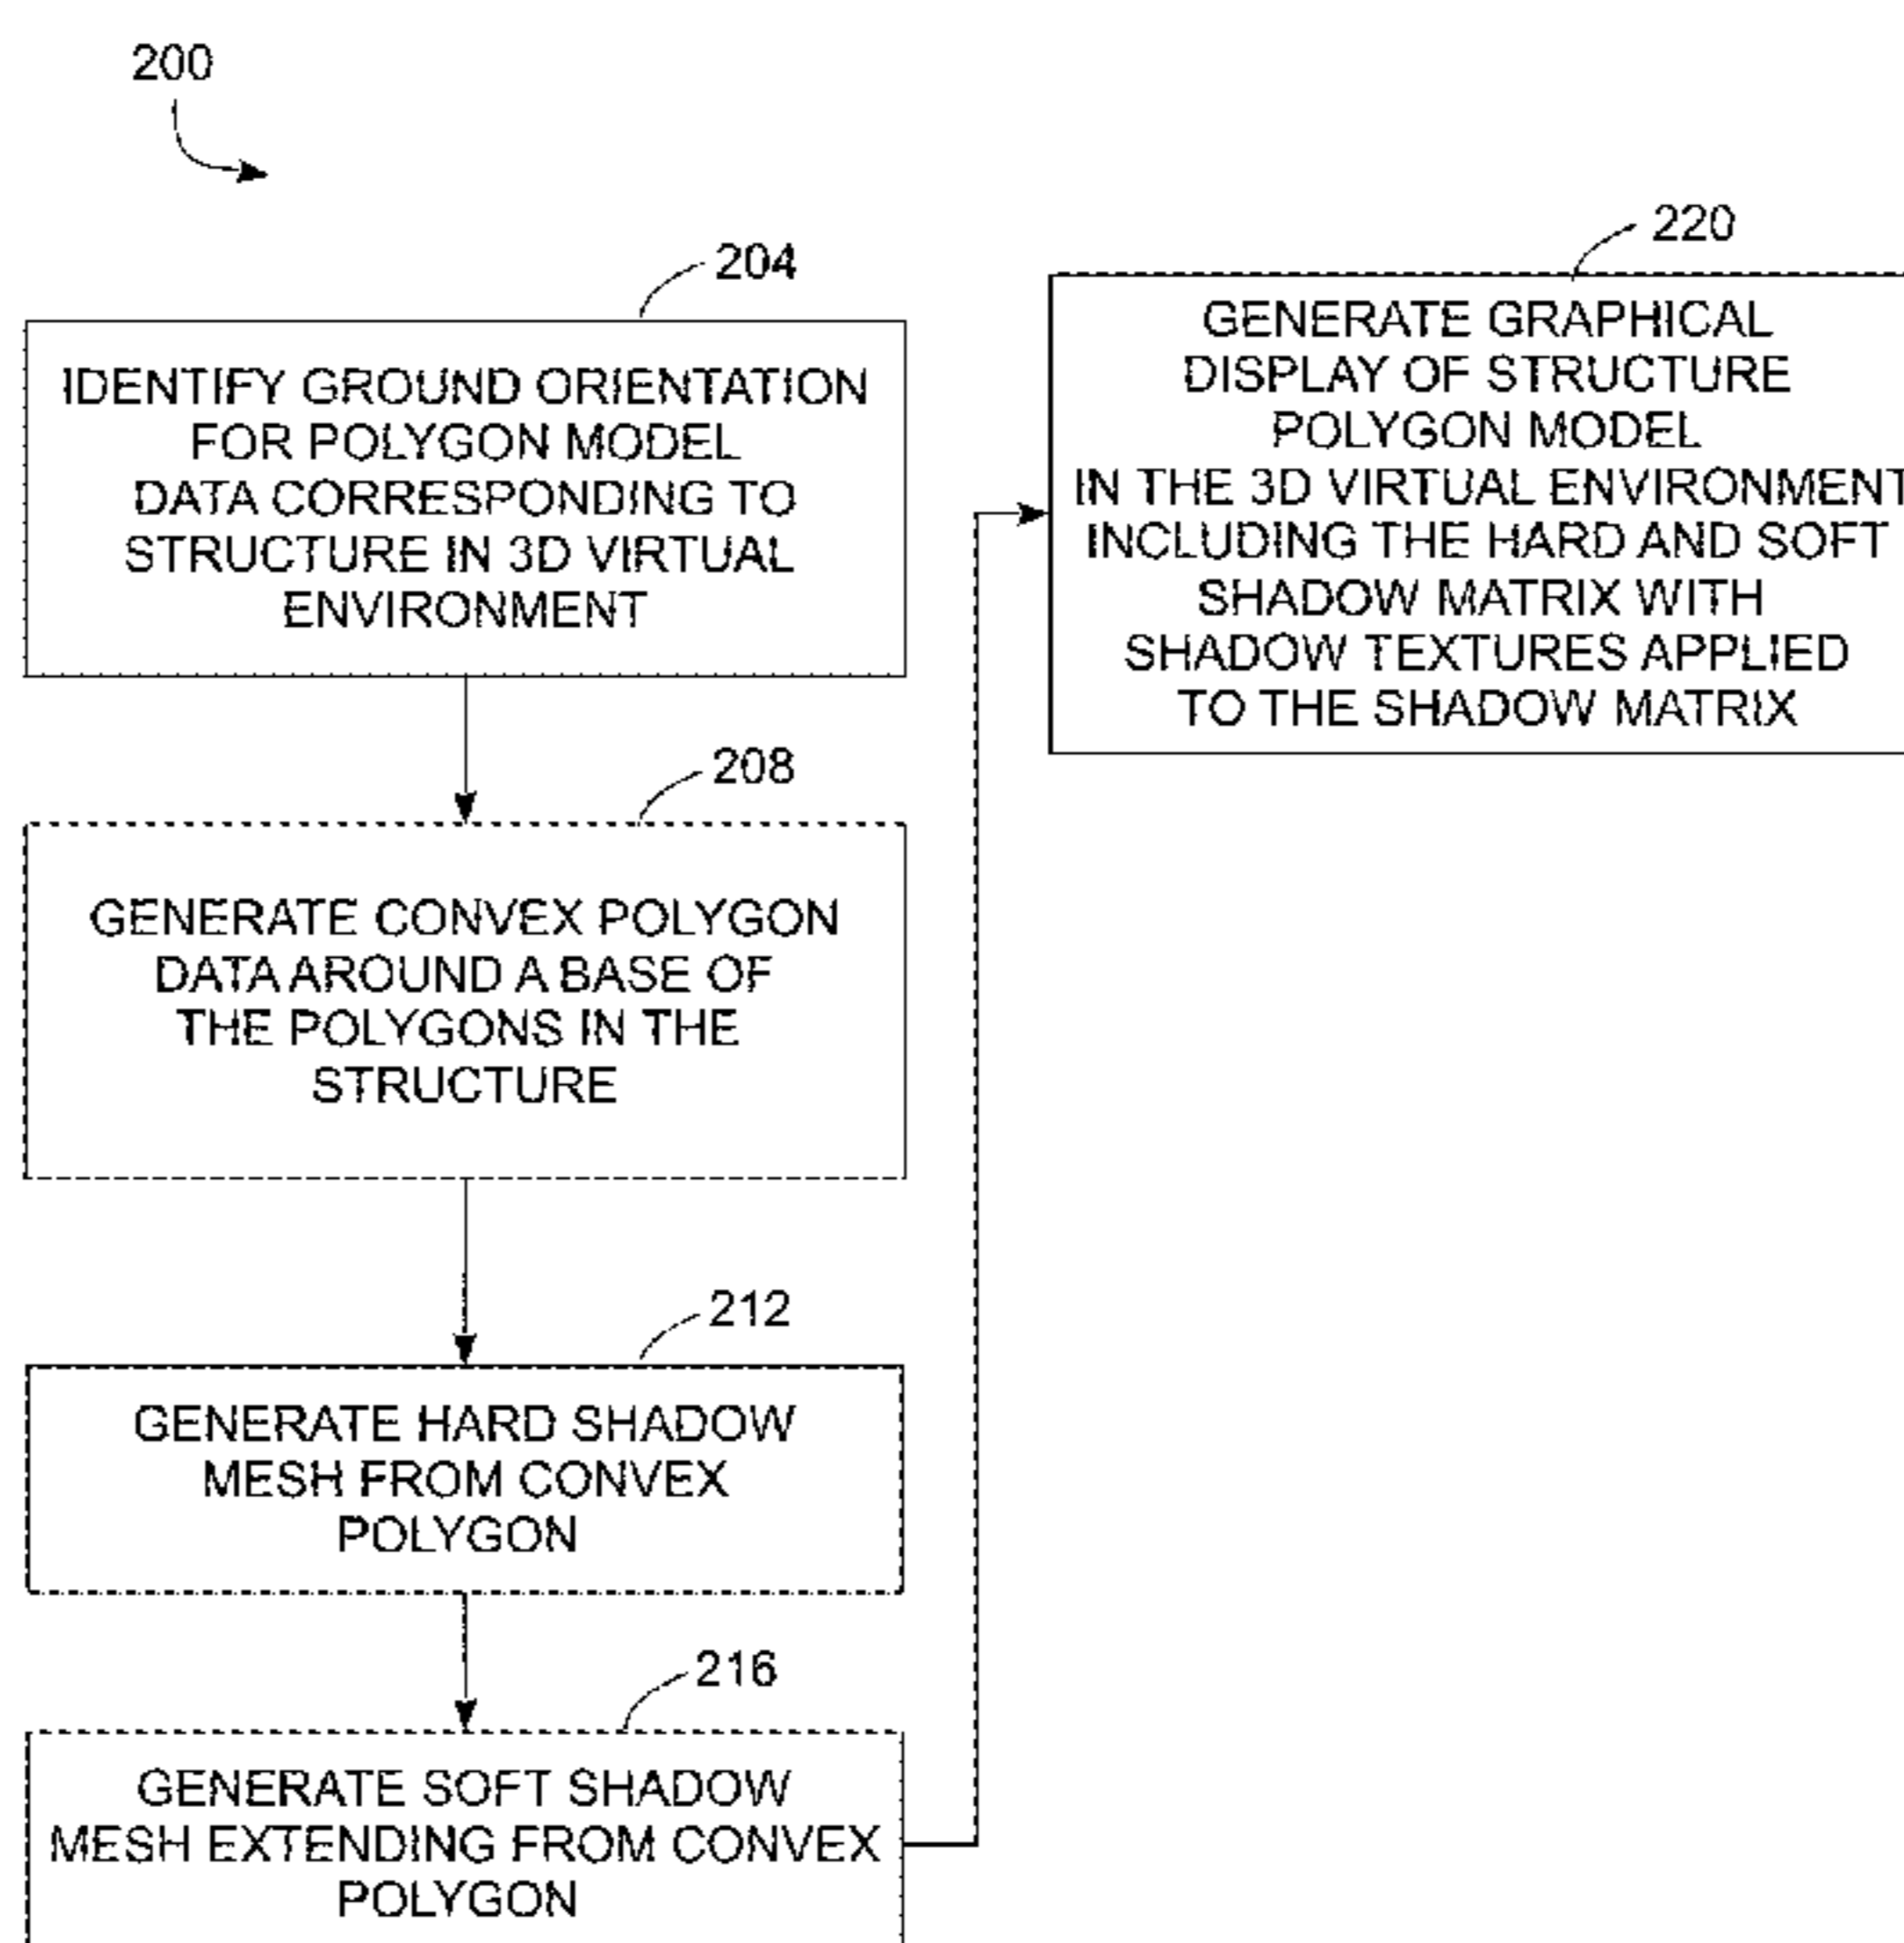 200
204
IDENTIFY GROUND ORIENTATION
FOR POLYGON MODEL
DATA CORRESPONDING TO
STRUCTURE IN 3D VIRTUAL
ENVIRONMENT
208
GENERATE CONVEX POLYGON
DATA AROUND A BASE OF
THE POLYGONS IN THE
STRUCTURE
212
GENERATE HARD SHADOW
MESH FROM CONVEX
POLYGON
216
GENERATE SOFT SHADOW
MESH EXTENDING FROM CONVEX
POLYGON
220
GENERATE GRAPHICAL
DISPLAY OF STRUCTURE
POLYGON MODEL
IN THE 3D VIRTUAL ENVIRONMENT
INCLUDING THE HARD AND SOFT
SHADOW MATRIX WITH
SHADOW TEXTURES APPLIED
TO THE SHADOW MATRIX